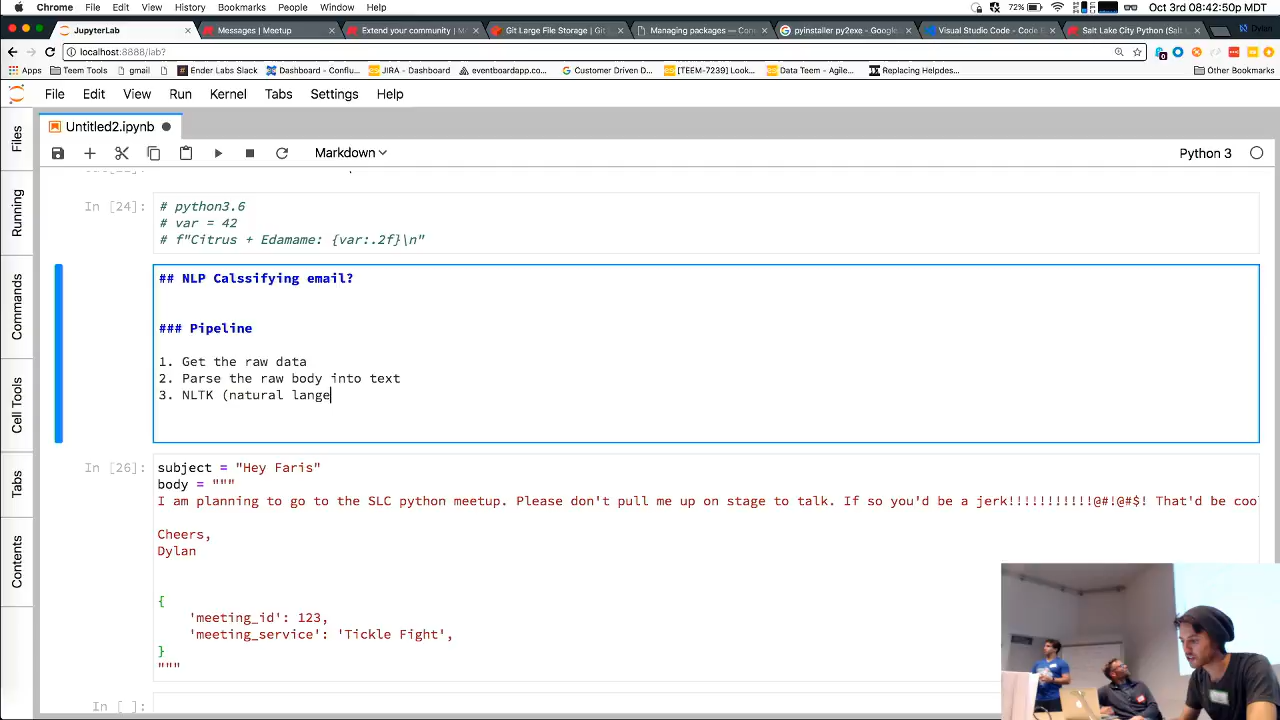 Chrome File Edit View History Bookmarks People Window Help 72% Oct 3rd 08:42:50pm MDT
JupyterLab Messages | Meetup Extend your community | M Git Large File Storage | Git L Managing packages — Con pyinstaller py2exe - Google Visual Studio Code - Code E Salt Lake City Python (Salt L Dylan
localhost:8888/lab?
Apps Teem Tools gmail Ender Labs Slack Dashboard - Conflu... JIRA - Dashboard eventboardapp.co... Customer Driven D... [TEEM-7239] Look... Data Team - Agile... Replacing Helpdes... Other Bookmarks
File Edit View Run Kernel Tabs Settings Help
Untitled2.ipynb
Markdown Python 3
Files
Running
Commands
Cell Tools
Tabs
Contents
In [24]:
# python3.6
# var = 42
# f"Citrus + Edamame: {var:.2f}\n"
## NLP Calssifying email?
### Pipeline
1. Get the raw data
2. Parse the raw body into text
3. NLTK (natural lange
In [26]:
subject = "Hey Faris"
body = """
I am planning to go to the SLC python meetup. Please don't pull me up on stage to talk. If so you'd be a jerk!!!!!!!!!!!@#!@#$! That'd be coo
Cheers,
Dylan
{
'meeting_id': 123,
'meeting_service': 'Tickle Fight',
}
"""
In [ ]: